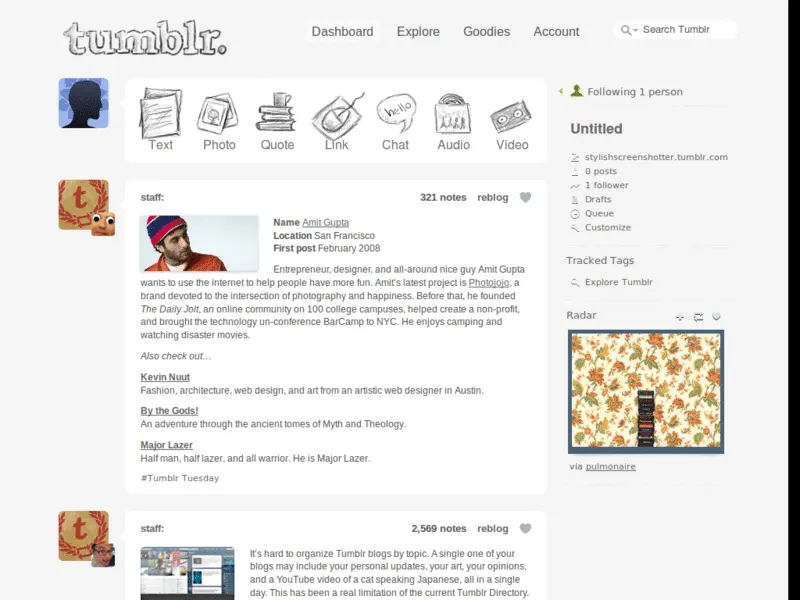 tumblr.
Dashboard
Explore
Goodies
Account
Search Tumblr
Text
Photo
Quote
Link
hello
Chat
Audio
Video
Following 1 person
Untitled
stylishscreenshotter.tumblr.com
0 posts
1 follower
Drafts
Queue
Customize
Tracked Tags
Explore Tumblr
Radar
via pulmonaire
t
staff:
321 notes
reblog
Name Amit Gupta
Location San Francisco
First post February 2008
Entrepreneur, designer, and all-around nice guy Amit Gupta
wants to use the internet to help people have more fun. Amit's latest project is Photojojo, a
brand devoted to the intersection of photography and happiness. Before that, he founded
The Daily Jolt, an online community on 100 college campuses, helped create a non-profit,
and brought the technology un-conference BarCamp to NYC. He enjoys camping and
watching disaster movies.
Also check out…
Kevin Nuut
Fashion, architecture, web design, and art from an artistic web designer in Austin.
By the Gods!
An adventure through the ancient tomes of Myth and Theology.
Major Lazer
Half man, half lazer, and all warrior. He is Major Lazer.
#Tumblr Tuesday
t
staff:
2,569 notes
reblog
It's hard to organize Tumblr blogs by topic. A single one of your
blogs may include your personal updates, your art, your opinions,
and a YouTube video of a cat speaking Japanese, all in a single
day. This has been a real limitation of the current Tumblr Directory.